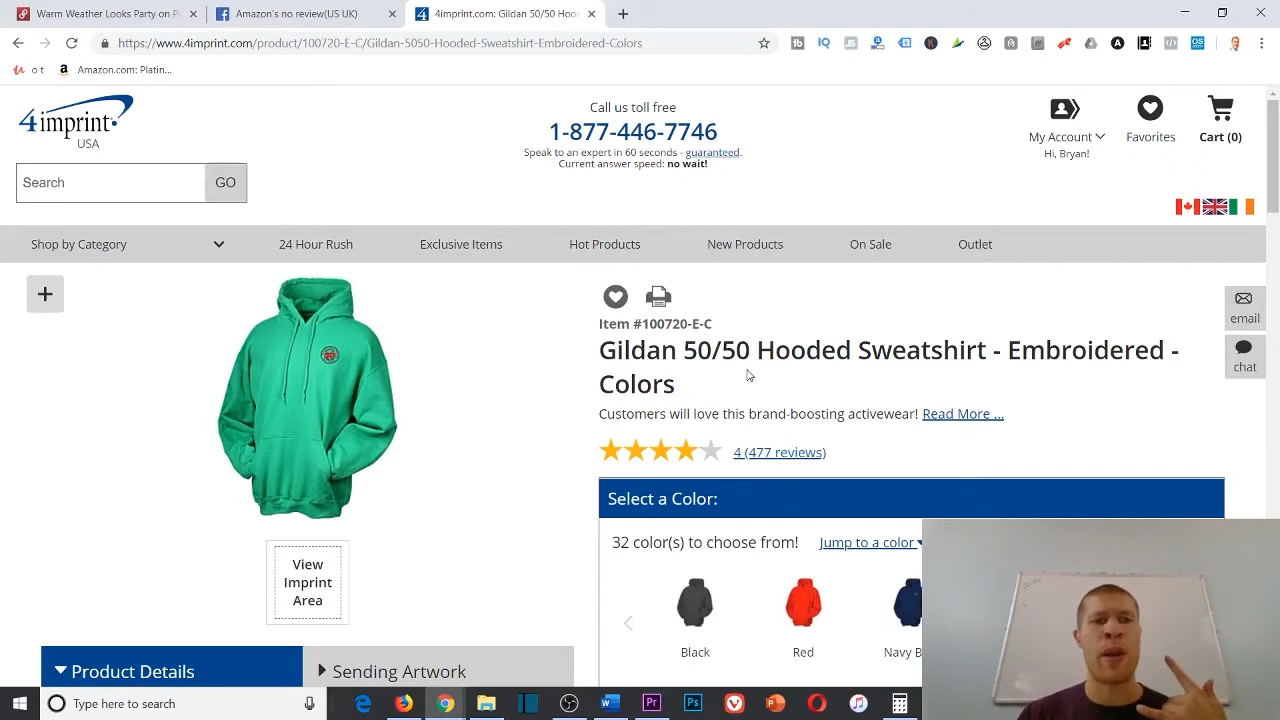 Warm Weather Looks Party on P
Amazon's no review(US UK)
4imprint.com: Gildan 50/50 Hoo
https://www.4imprint.com/product/100720-E-C/Gildan-5050-Hooded-Sweatshirt-Embroidered-Colors
o t
Amazon.com: Platin...
4imprint
USA
Call us toll free
1-877-446-7746
Speak to an expert in 60 seconds - guaranteed.
Current answer speed: no wait!
My Account
Hi, Bryan!
Favorites
Cart (0)
Search
GO
Shop by Category
24 Hour Rush
Exclusive Items
Hot Products
New Products
On Sale
Outlet
Item #100720-E-C
Gildan 50/50 Hooded Sweatshirt - Embroidered -
Colors
Customers will love this brand-boosting activewear! Read More ...
4 (477 reviews)
email
chat
Select a Color:
32 color(s) to choose from!
Jump to a color
View
Imprint
Area
Black
Red
Navy B
Product Details
Sending Artwork
Type here to search